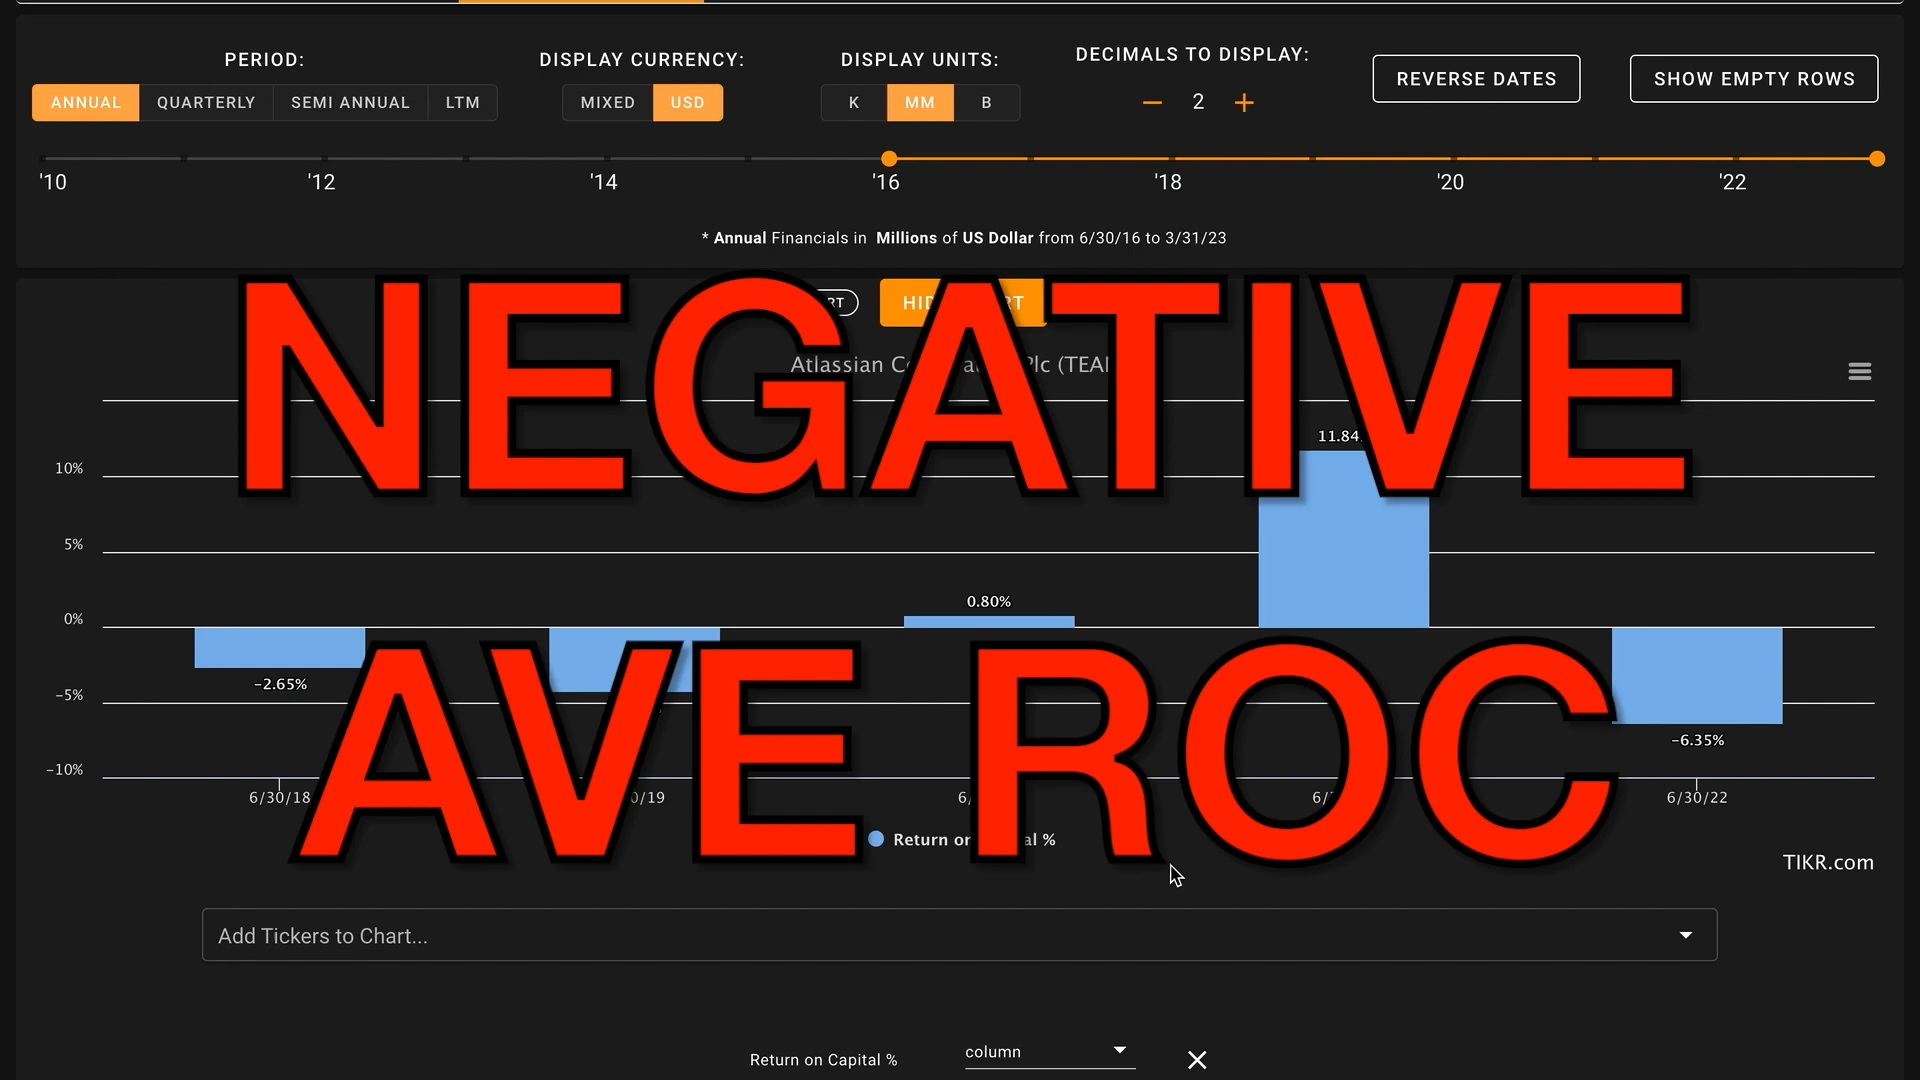 PERIOD:
ANNUAL QUARTERLY SEMI ANNUAL LTM
DISPLAY CURRENCY:
MIXED USD
DISPLAY UNITS:
K MM B
DECIMALS TO DISPLAY:
2
REVERSE DATES
SHOW EMPTY ROWS
'10 '12 '14 '16 '18 '20 '22
* Annual Financials in Millions of US Dollar from 6/30/16 to 3/31/23
NEGATIVE
Atlassian
10%
5%
0%
-5%
-10%
11.84
0.80%
-2.65%
-6.35%
AVE ROC
6/30/18
6/30/22
Return
%
TIKR.com
Add Tickers to Chart...
Return on Capital %
column